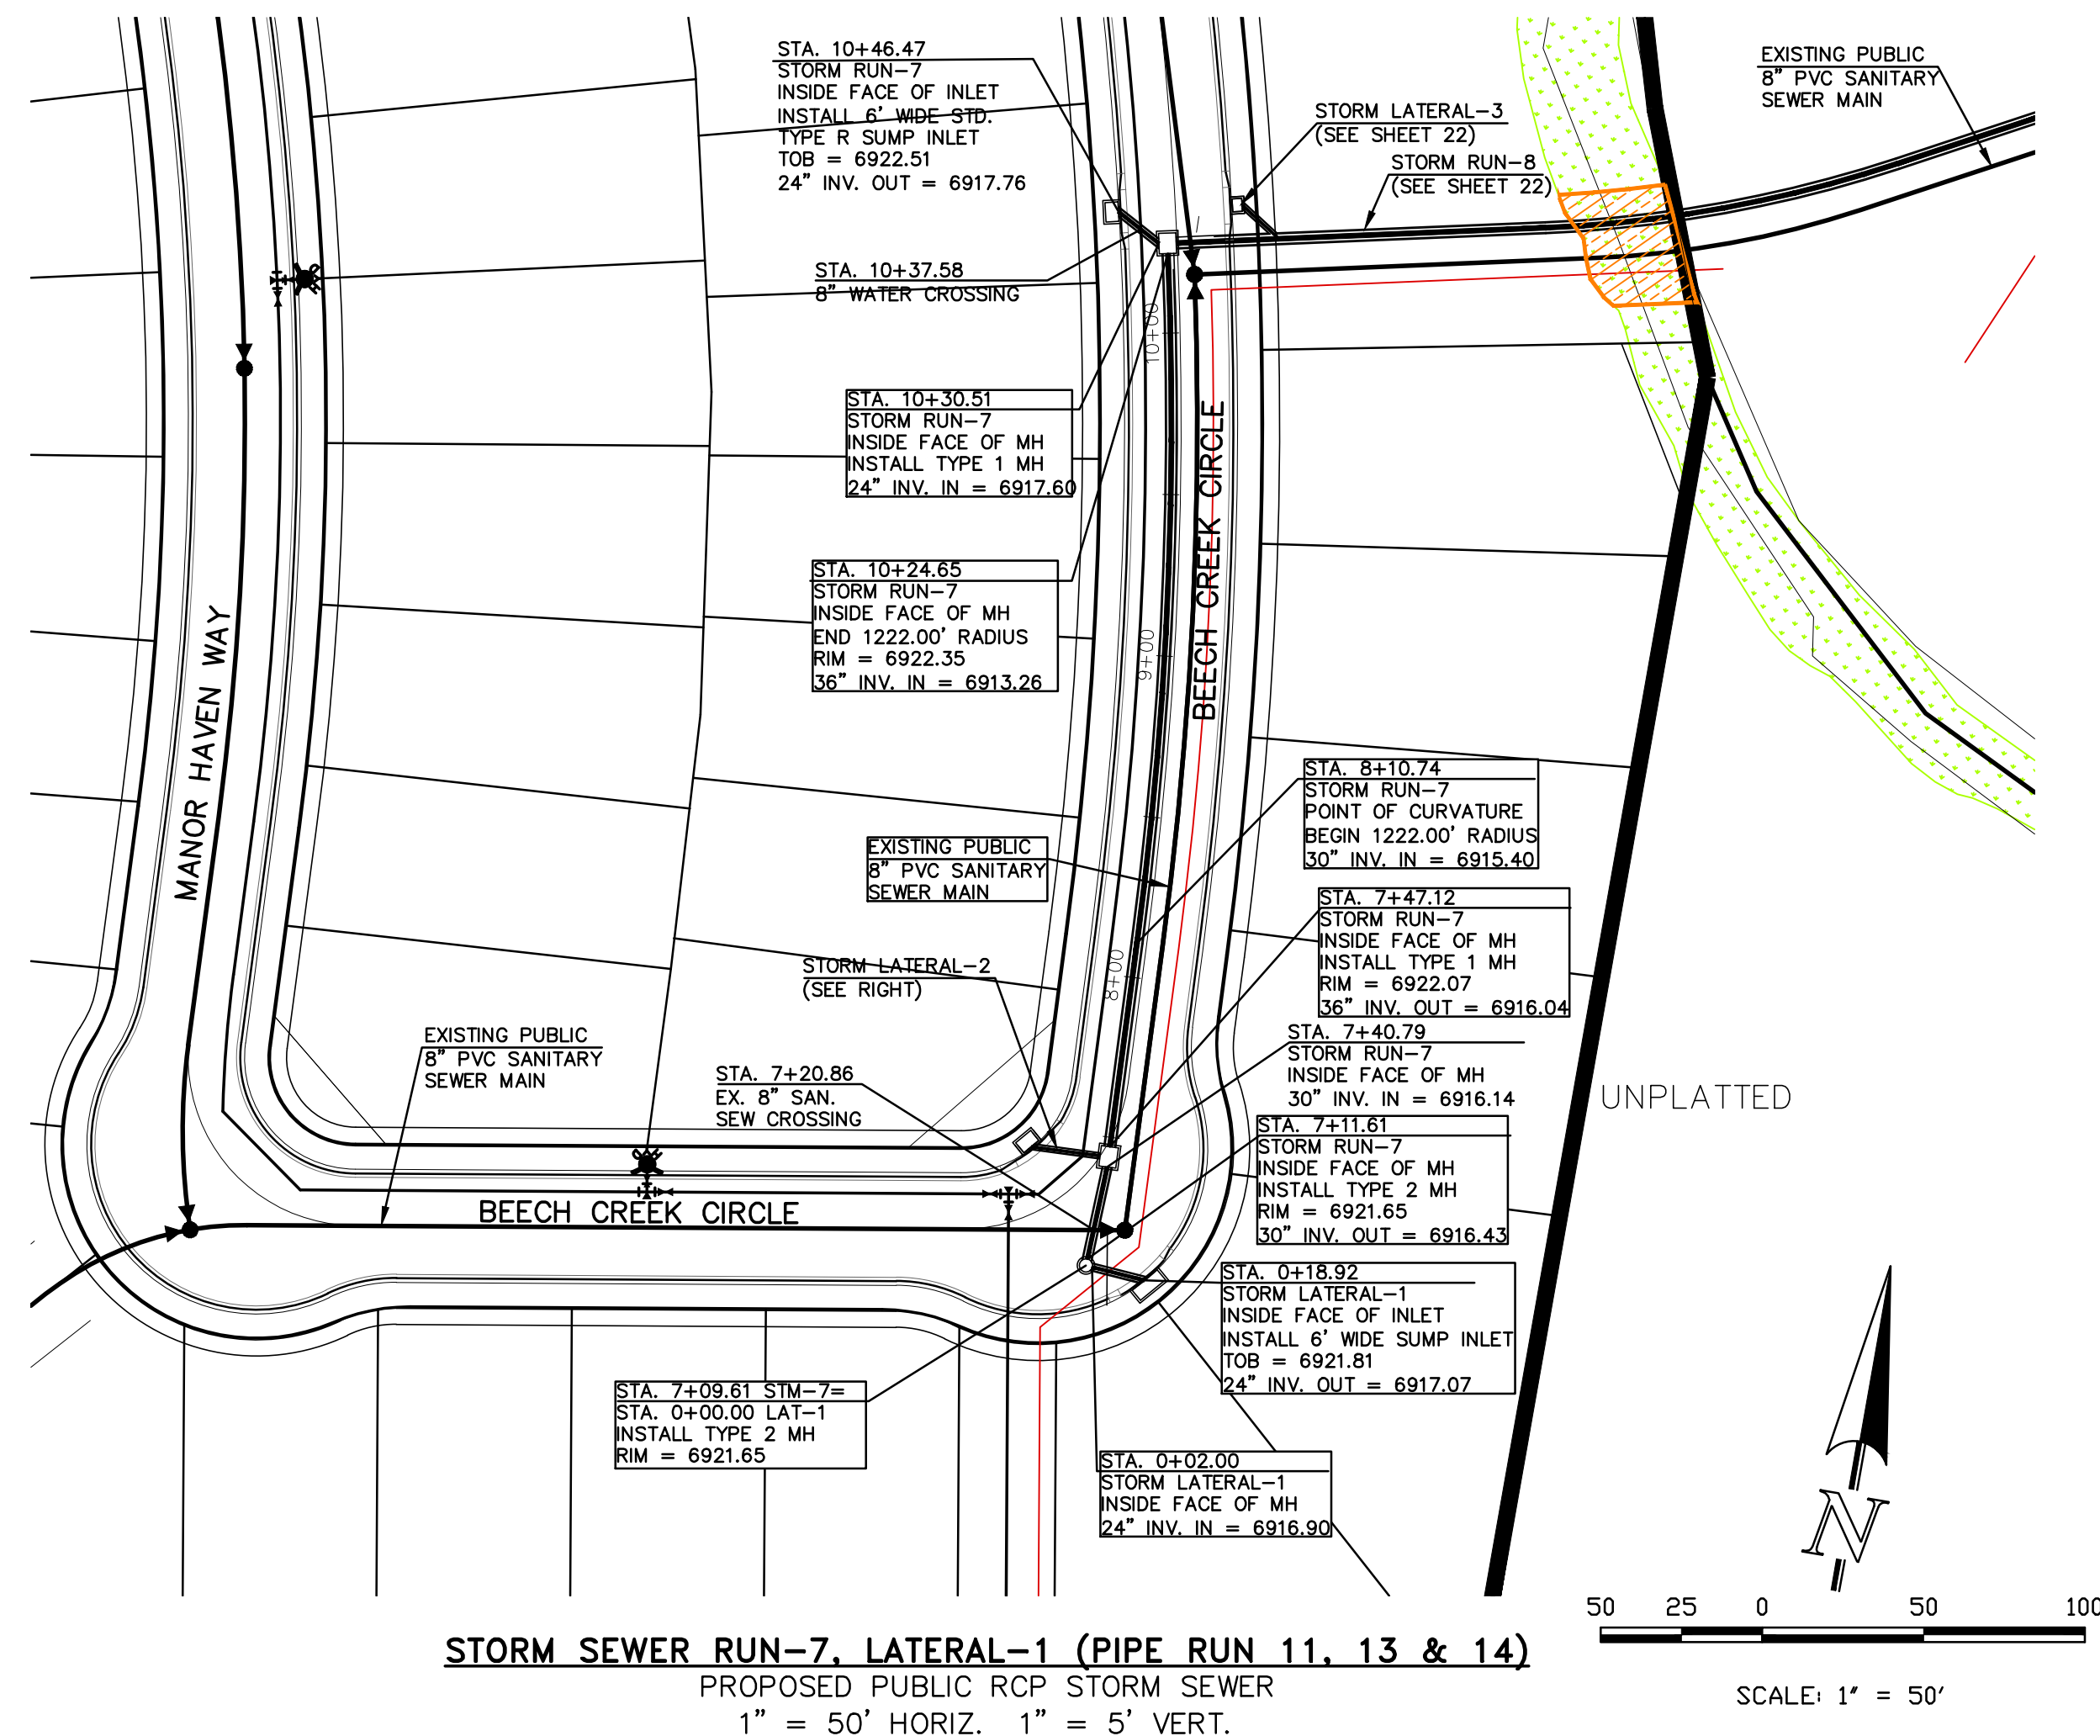 STA. 10+46.47
STORM RUN-7
INSIDE FACE OF INLET
INSTALL 6' WIDE STD.
TYPE R SUMP INLET
TOB = 6922.51
24" INV. OUT = 6917.76
EXISTING PUBLIC
8" PVC SANITARY
SEWER MAIN
STORM LATERAL-3
(SEE SHEET 22)
STORM RUN-8
(SEE SHEET 22)
STA. 10+37.58
8" WATER CROSSING
10+00
STA. 10+30.51
STORM RUN-7
INSIDE FACE OF MH
INSTALL TYPE 1 MH
24" INV. IN = 6917.60
BEECH CREEK CIRCLE
STA. 10+24.65
STORM RUN-7
INSIDE FACE OF MH
END 1222.00' RADIUS
RIM = 6922.35
36" INV. IN = 6913.26
9+00
MANOR HAVEN WAY
STA. 8+10.74
STORM RUN-7
POINT OF CURVATURE
BEGIN 1222.00' RADIUS
30" INV. IN = 6915.40
EXISTING PUBLIC
8" PVC SANITARY
SEWER MAIN
STA. 7+47.12
STORM RUN-7
INSIDE FACE OF MH
INSTALL TYPE 1 MH
RIM = 6922.07
36" INV. OUT = 6916.04
8+00
STORM LATERAL-2
(SEE RIGHT)
EXISTING PUBLIC
8" PVC SANITARY
SEWER MAIN
STA. 7+40.79
STORM RUN-7
INSIDE FACE OF MH
30" INV. IN = 6916.14
STA. 7+20.86
EX. 8" SAN.
SEW CROSSING
UNPLATTED
STA. 7+11.61
STORM RUN-7
INSIDE FACE OF MH
INSTALL TYPE 2 MH
RIM = 6921.65
30" INV. OUT = 6916.43
BEECH CREEK CIRCLE
STA. 0+18.92
STORM LATERAL-1
INSIDE FACE OF INLET
INSTALL 6' WIDE SUMP INLET
TOB = 6921.81
24" INV. OUT = 6917.07
STA. 7+09.61 STM-7=
STA. 0+00.00 LAT-1
INSTALL TYPE 2 MH
RIM = 6921.65
STA. 0+02.00
STORM LATERAL-1
INSIDE FACE OF MH
24" INV. IN = 6916.90
N
50 25 0 50 100
SCALE: 1" = 50'
STORM SEWER RUN-7, LATERAL-1 (PIPE RUN 11, 13 & 14)
PROPOSED PUBLIC RCP STORM SEWER
1" = 50' HORIZ. 1" = 5' VERT.